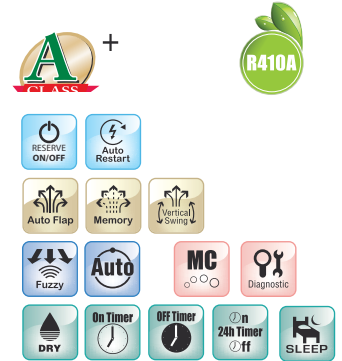 A +
CLASS
R410A
RESERVE
ON/OFF
Auto
Restart
Auto Flap
Memory
Vertical
Swing
Fuzzy
Auto
MC
Diagnostic
DRY
On Timer
OFF Timer
On
24h Timer
Off
SLEEP